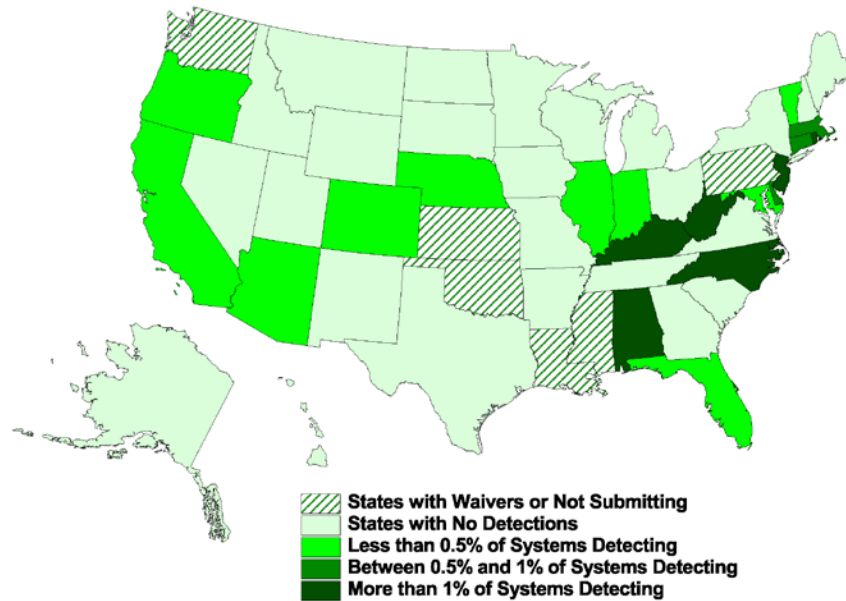 States with Waivers or Not Submitting
States with No Detections
Less than 0.5% of Systems Detecting
Between 0.5% and 1% of Systems Detecting
More than 1% of Systems Detecting